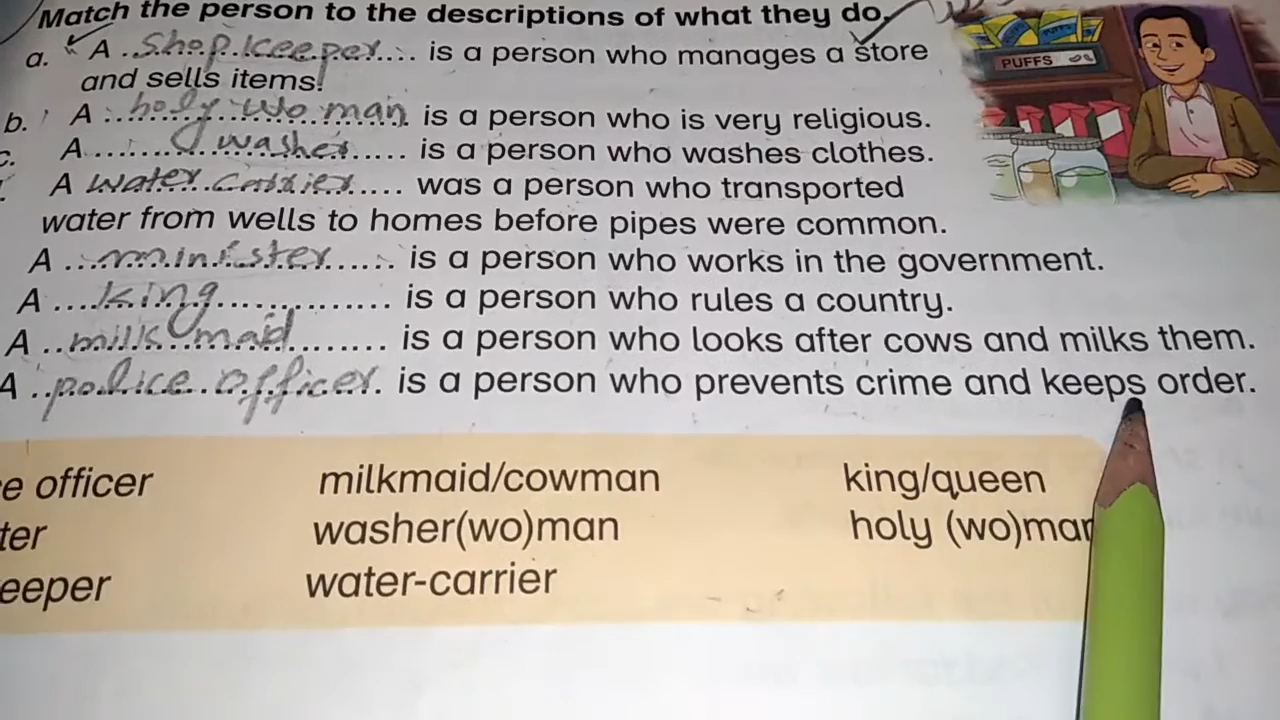 Match the person to the descriptions of what they do.
a. A Shopkeeper is a person who manages a store
and sells items.
b. A holy woman is a person who is very religious.
c. A washer is a person who washes clothes.
A water carrier was a person who transported
water from wells to homes before pipes were common.
A minister is a person who works in the government.
A king is a person who rules a country.
A milkmaid is a person who looks after cows and milks them.
A police officer is a person who prevents crime and keeps order.
PUFFS
e officer milkmaid/cowman king/queen
ter washer(wo)man holy (wo)man
eeper water-carrier